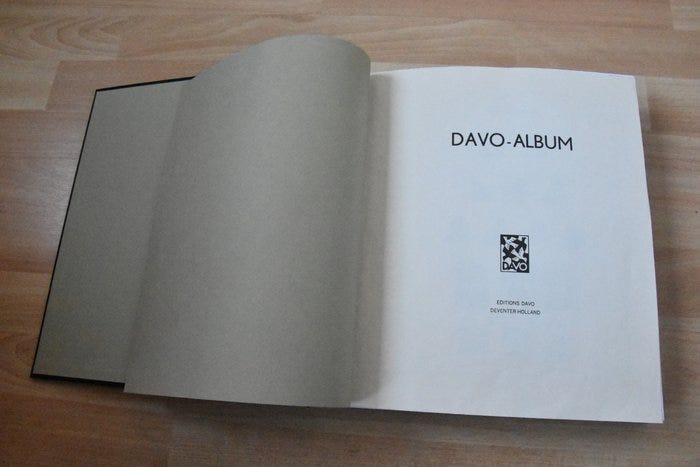 DAVO-ALBUM
DAVO
EDITIONS DAVO
DEVENTER HOLLAND